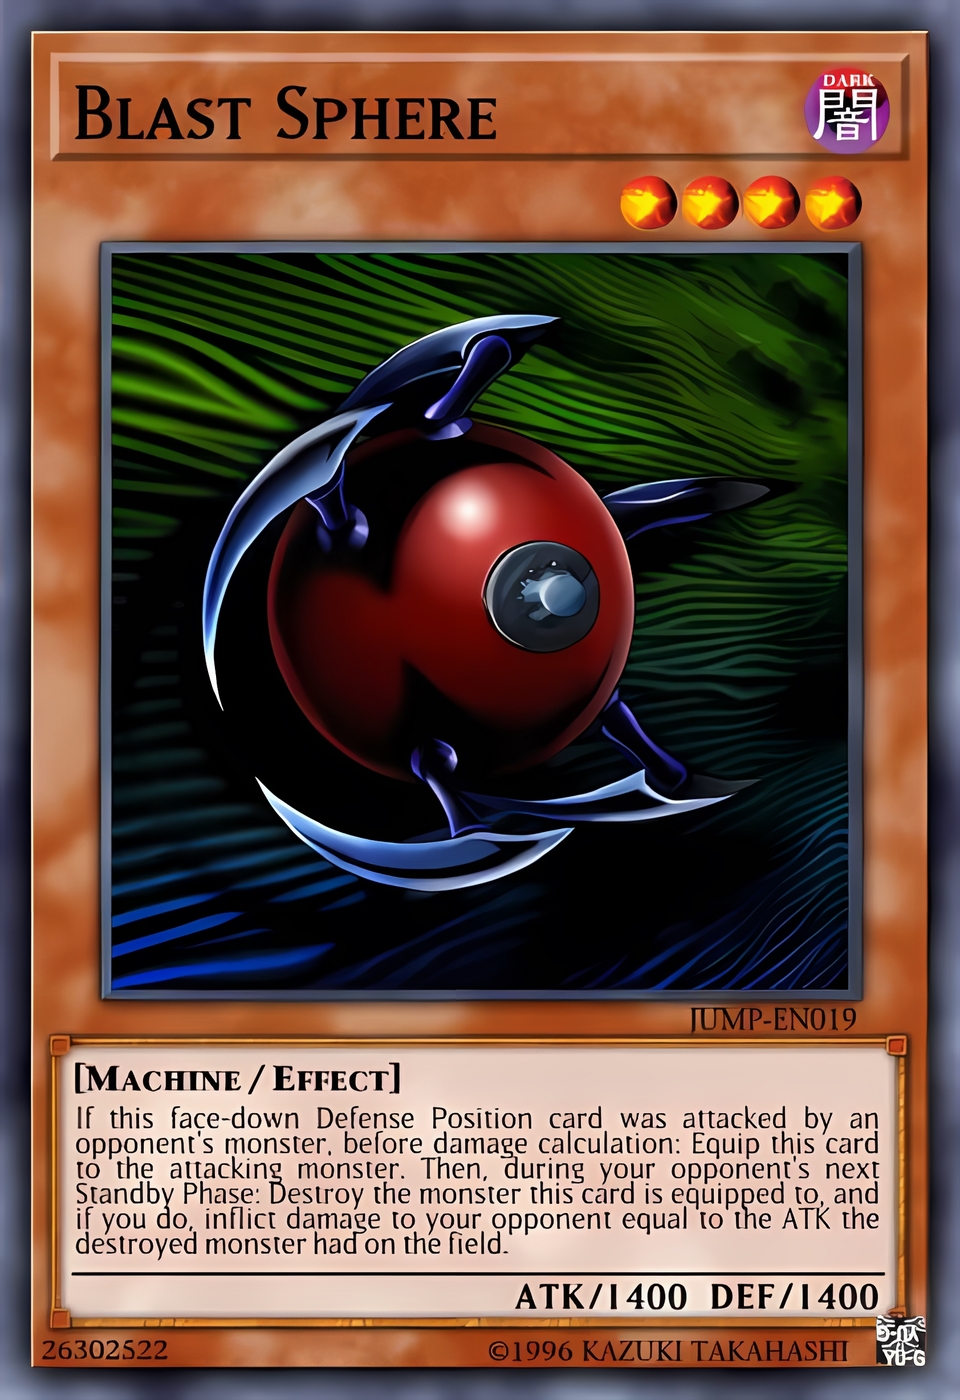 BLAST SPHERE
DARK
闇
JUMP-EN019
[MACHINE / EFFECT]
If this face-down Defense Position card was attacked by an
opponent's monster, before damage calculation: Equip this card
to the attacking monster. Then, during your opponent's next
Standby Phase: Destroy the monster this card is equipped to, and
if you do, inflict damage to your opponent equal to the ATK the
destroyed monster had on the field.
ATK/1400 DEF/1400
26302522
©1996 KAZUKI TAKAHASHI